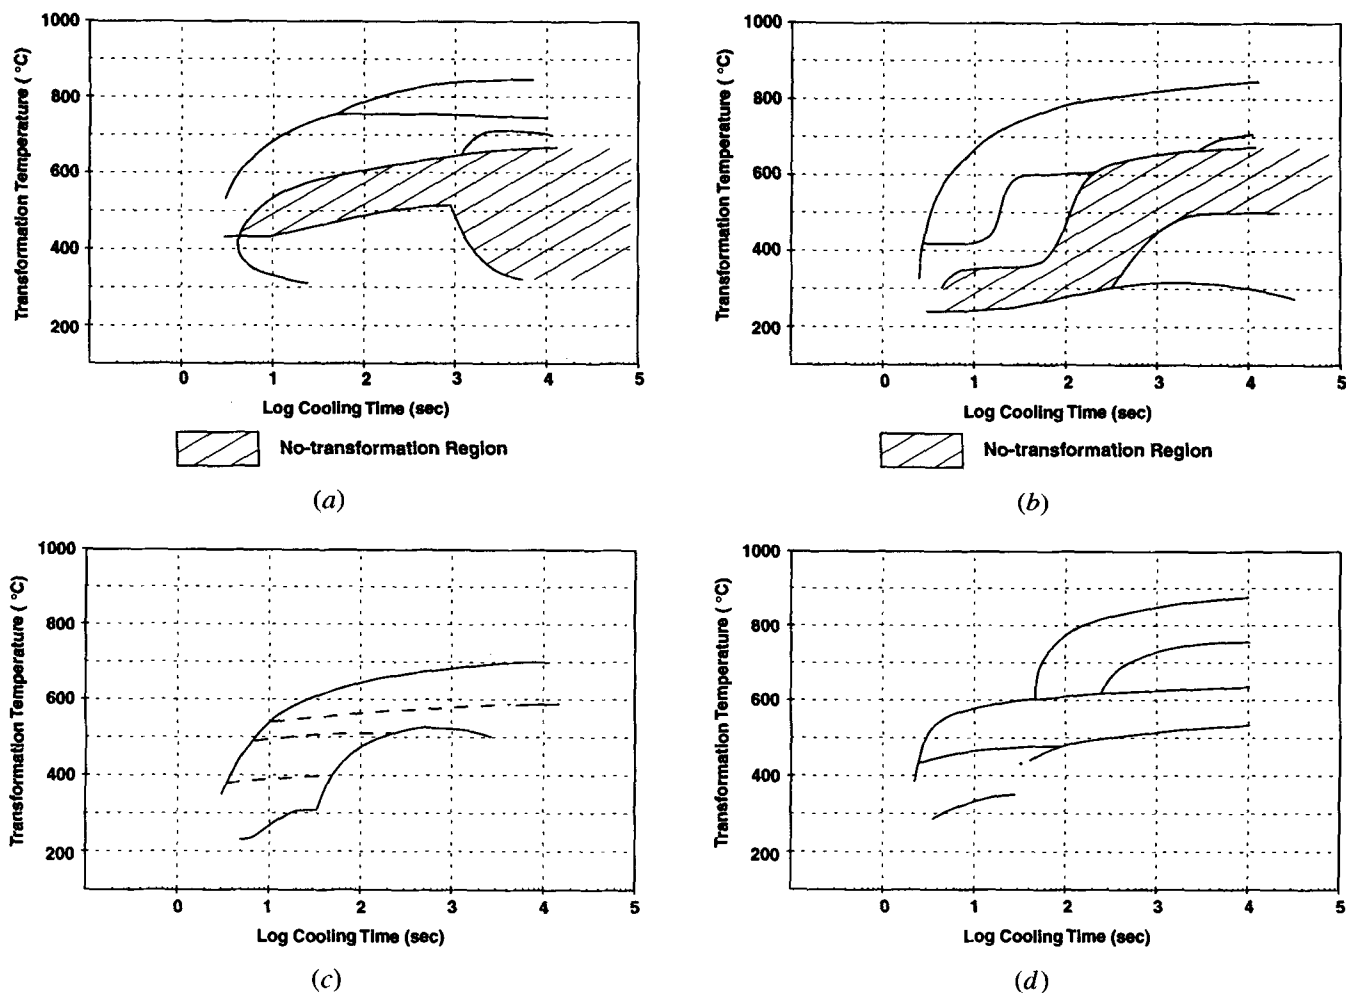 1000
800
600
400
200
Transformation Temperature ( °C)
0 1 2 3 4 5
Log Cooling Time (sec)
No-transformation Region
(a)
1000
800
600
400
200
Transformation Temperature ( °C)
0 1 2 3 4 5
Log Cooling Time (sec)
No-transformation Region
(b)
1000
800
600
400
200
Transformation Temperature ( °C)
0 1 2 3 4 5
Log Cooling Time (sec)
(c)
1000
800
600
400
200
Transformation Temperature ( °C)
0 1 2 3 4 5
Log Cooling Time (sec)
(d)